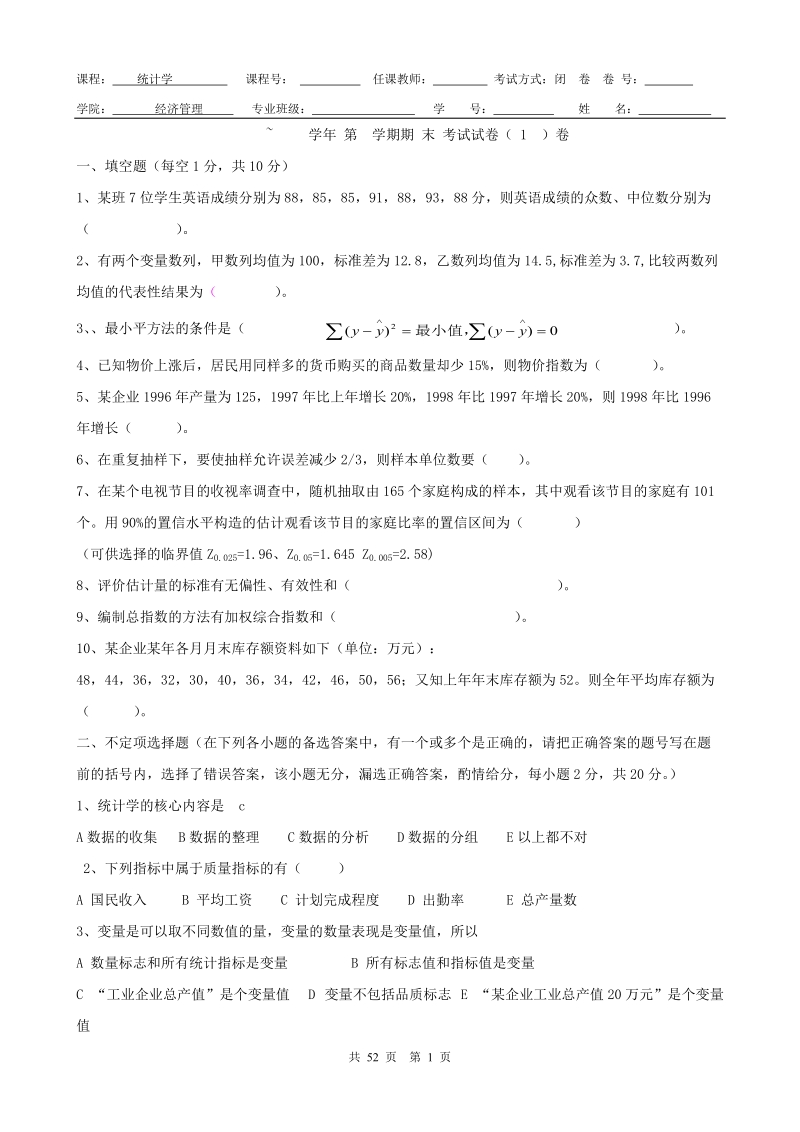 课程： 统计学 课程号： 任课教师： 考试方式：闭 卷 卷 号：
学院： 经济管理 专业班级： 学 号： 姓 名：
~ 学年 第 学期期 末 考试试卷（ 1 ）卷
一、填空题（每空 1 分，共 10 分）
1、某班 7 位学生英语成绩分别为 88，85，85，91，88，93，88 分，则英语成绩的众数、中位数分别为
（ ）。
2、有两个变量数列，甲数列均值为 100，标准差为 12.8，乙数列均值为 14.5,标准差为 3.7,比较两数列
均值的代表性结果为（ ）。
3、、最小平方法的条件是（ ∑(y − ŷ)² = 最小值，∑(y − ŷ) = 0 ）。
4、已知物价上涨后，居民用同样多的货币购买的商品数量却少 15%，则物价指数为（ ）。
5、某企业 1996 年产量为 125，1997 年比上年增长 20%，1998 年比 1997 年增长 20%，则 1998 年比 1996
年增长（ ）。
6、在重复抽样下，要使抽样允许误差减少 2/3，则样本单位数要（ ）。
7、在某个电视节目的收视率调查中，随机抽取由 165 个家庭构成的样本，其中观看该节目的家庭有 101
个。用 90%的置信水平构造的估计观看该节目的家庭比率的置信区间为（ ）
（可供选择的临界值 Z0.025=1.96、Z0.05=1.645 Z0.005=2.58)
8、评价估计量的标准有无偏性、有效性和（ ）。
9、编制总指数的方法有加权综合指数和（ ）。
10、某企业某年各月月末库存额资料如下（单位：万元）：
48，44，36，32，30，40，36，34，42，46，50，56；又知上年年末库存额为 52。则全年平均库存额为
（ ）。
二、不定项选择题（在下列各小题的备选答案中，有一个或多个是正确的，请把正确答案的题号写在题
前的括号内，选择了错误答案，该小题无分，漏选正确答案，酌情给分，每小题 2 分，共 20 分。）
1、统计学的核心内容是 c
A 数据的收集 B 数据的整理 C 数据的分析 D 数据的分组 E 以上都不对
2、下列指标中属于质量指标的有（ ）
A 国民收入 B 平均工资 C 计划完成程度 D 出勤率 E 总产量数
3、变量是可以取不同数值的量，变量的数量表现是变量值，所以
A 数量标志和所有统计指标是变量 B 所有标志值和指标值是变量
C “工业企业总产值”是个变量值 D 变量不包括品质标志 E “某企业工业总产值 20 万元”是个变量
值
共 52 页 第 1 页